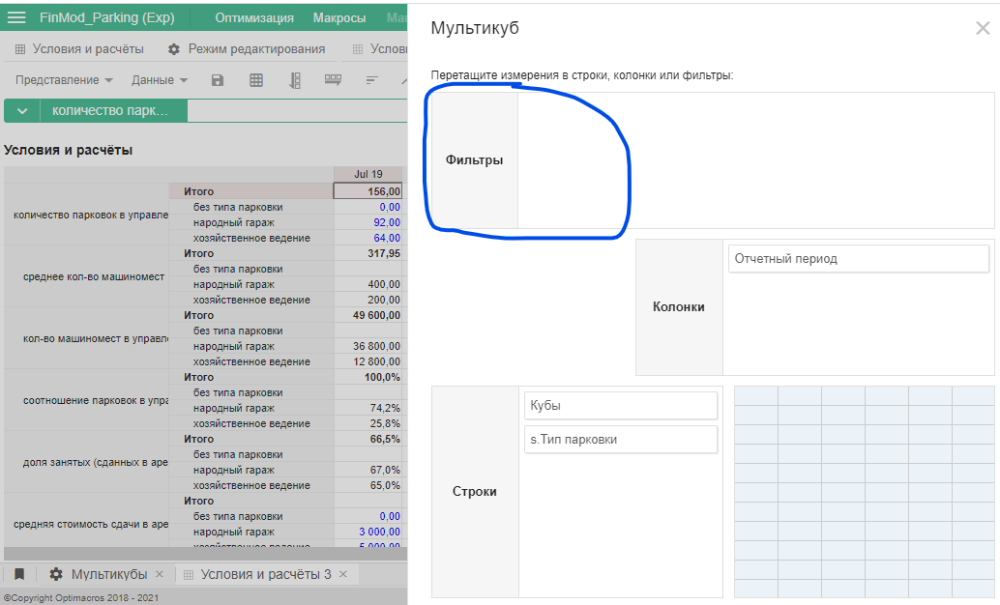 FinMod_Parking (Exp) Оптимизация Макросы
Условия и расчёты Режим редактирования
Представление Данные
количество парк...
Условия и расчёты
Jul 19
количество парковок в управле
Итого 156,00
без типа парковки 0,00
народный гараж 92,00
хозяйственное ведение 64,00
среднее кол-во машиномест
Итого 317,95
без типа парковки
народный гараж 400,00
хозяйственное ведение 200,00
кол-во машиномест в управле
Итого 49 600,00
без типа парковки
народный гараж 36 800,00
хозяйственное ведение 12 800,00
соотношение парковок в упра
Итого 100,0%
без типа парковки
народный гараж 74,2%
хозяйственное ведение 25,8%
доля занятых (сданных в аре
Итого 66,5%
без типа парковки
народный гараж 67,0%
хозяйственное ведение 65,0%
средняя стоимость сдачи в аре
Итого
без типа парковки 0,00
народный гараж 3 000,00
хозяйственное ведение 5 000,00
Мультикубы Условия и расчёты 3
©Copyright Optimacros 2018 - 2021
Мультикуб
Перетащите измерения в строки, колонки или фильтры:
Фильтры
Колонки
Отчетный период
Строки
Кубы
s.Тип парковки